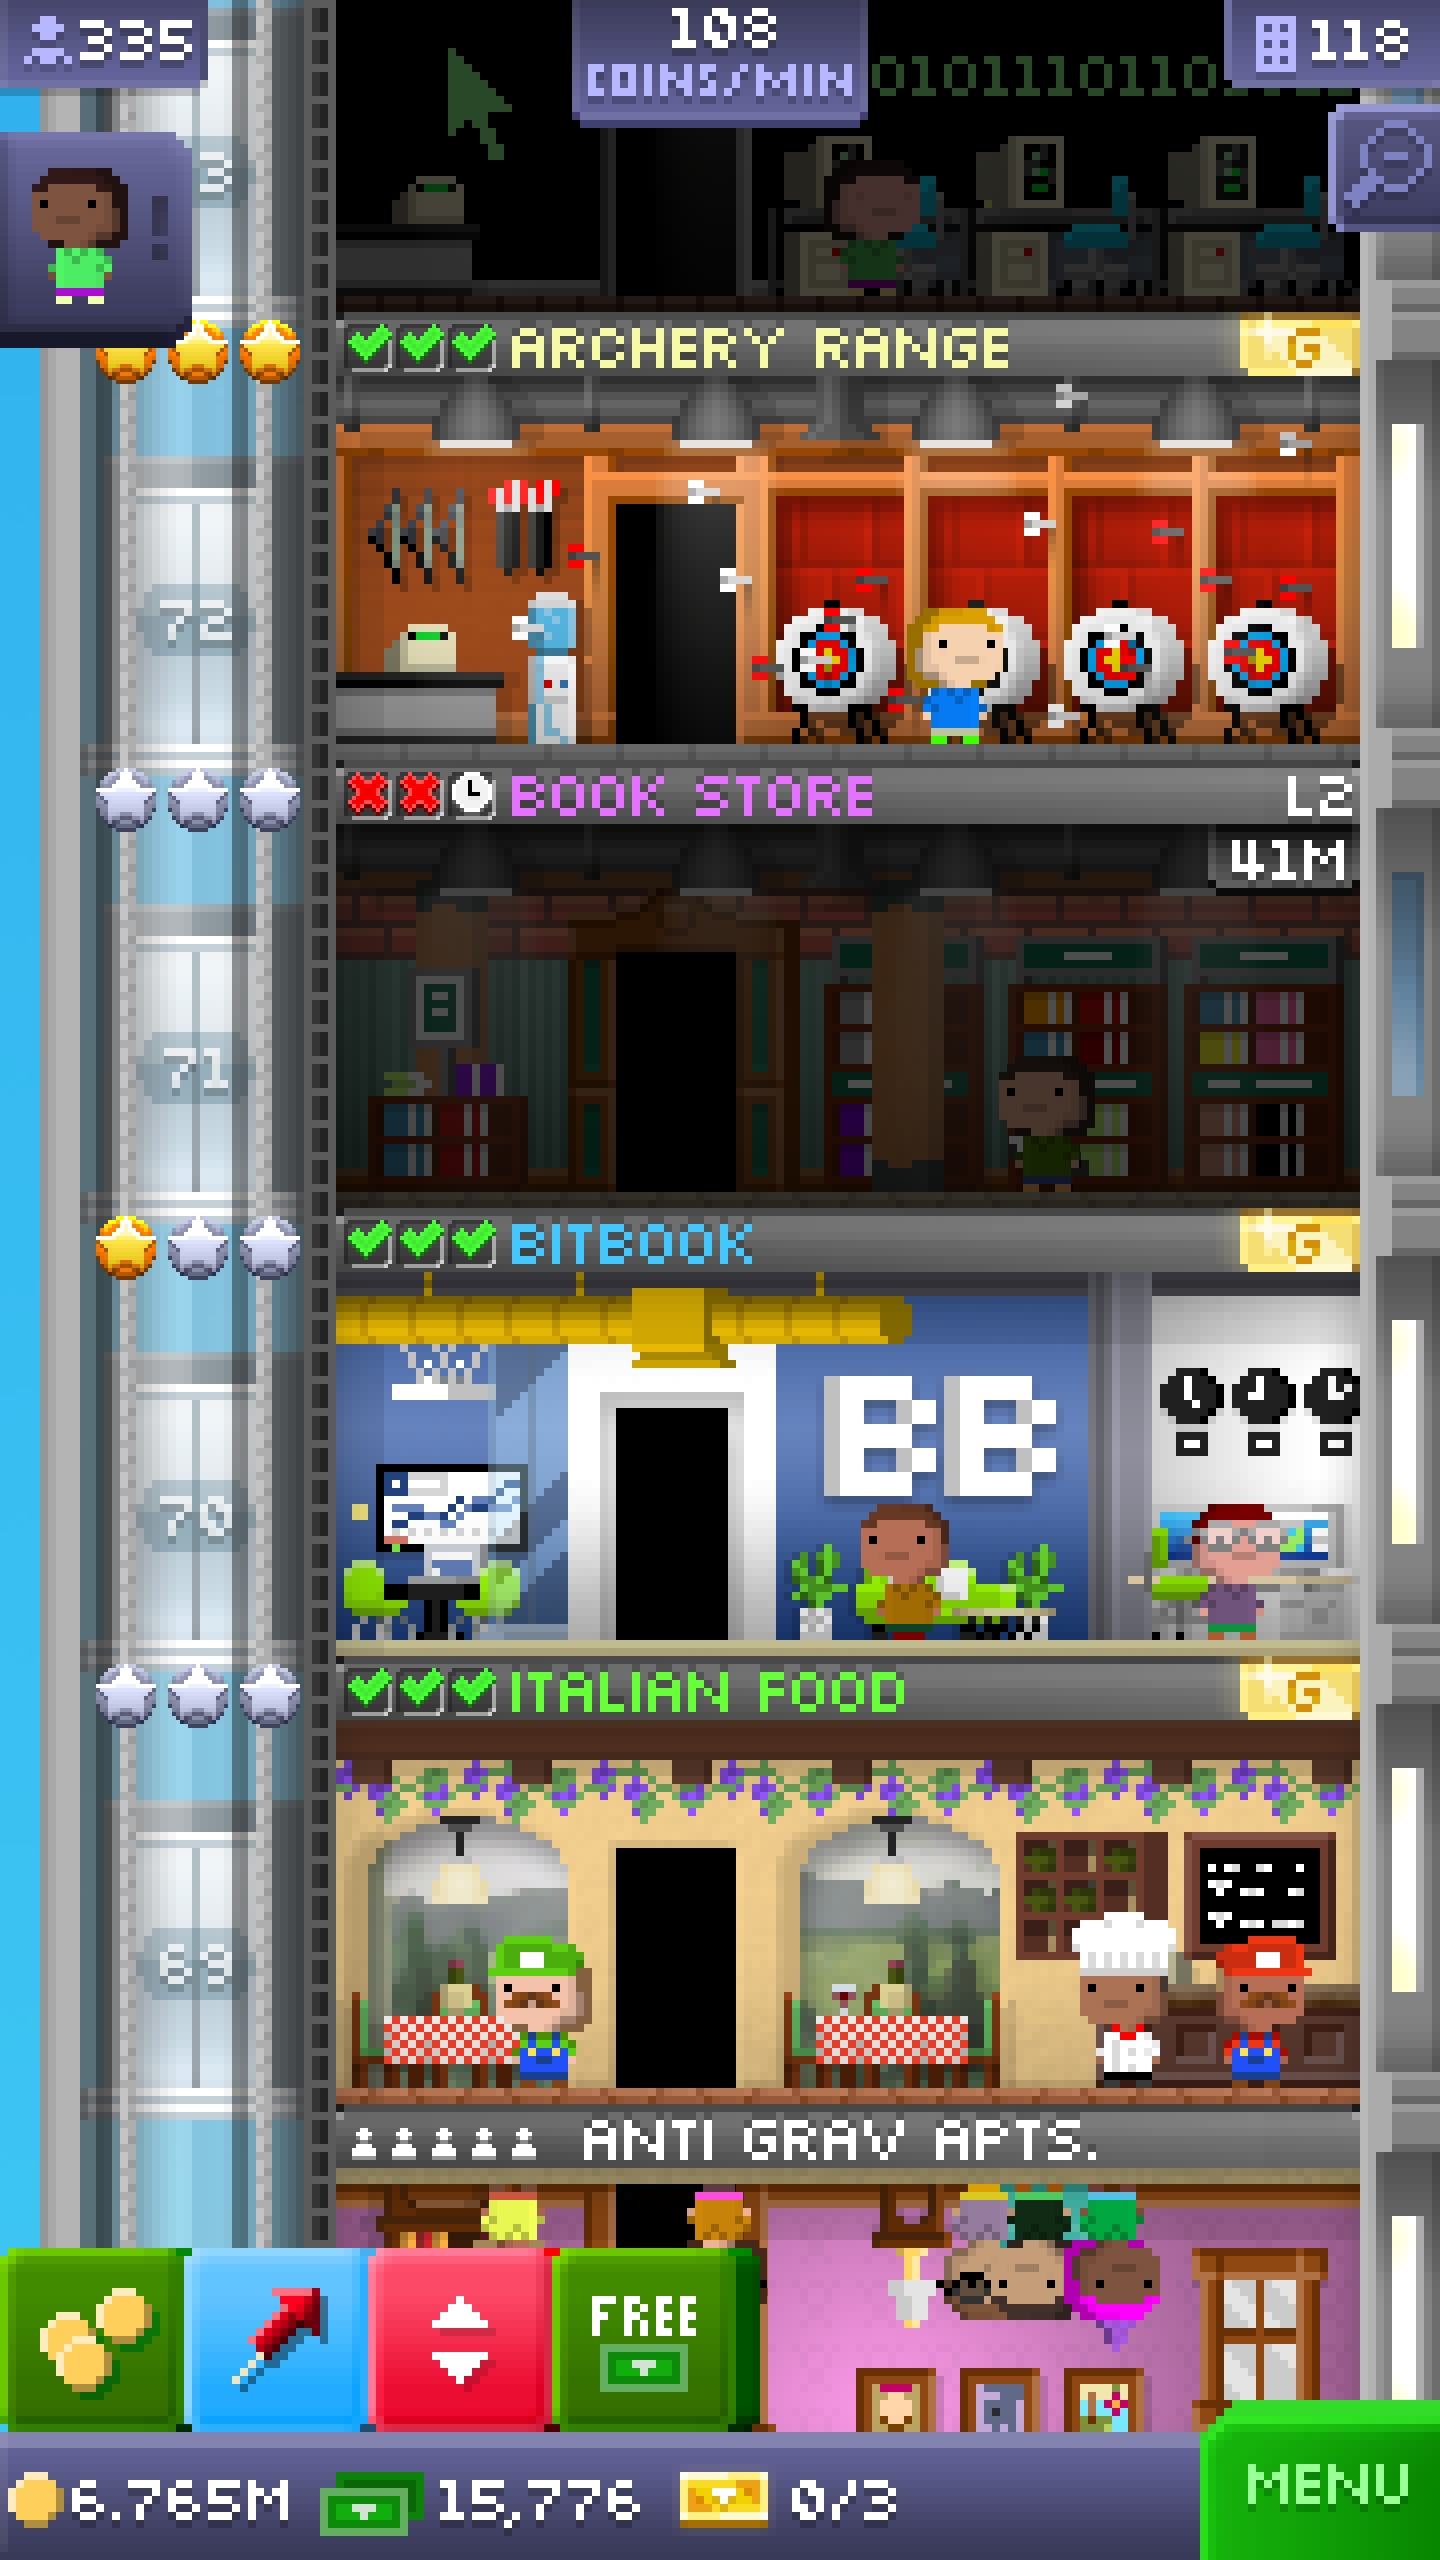 335
108
COINS/MIN
118
3
ARCHERY RANGE
G
72
BOOK STORE
L2
41M
71
BITBOOK
G
BB
70
ITALIAN FOOD
G
69
ANTI GRAV APTS.
FREE
6.765M
15,776
0/3
MENU